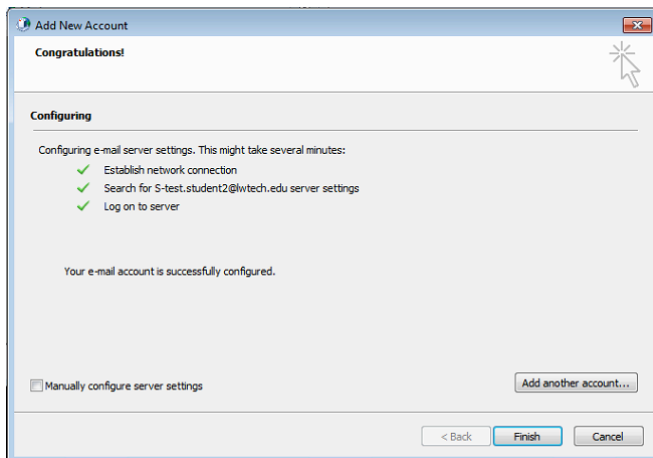 Add New Account
Congratulations!
Configuring
Configuring e-mail server settings. This might take several minutes:
Establish network connection
Search for S-test.student2@lwtech.edu server settings
Log on to server
Your e-mail account is successfully configured.
Manually configure server settings
Add another account...
< Back
Finish
Cancel